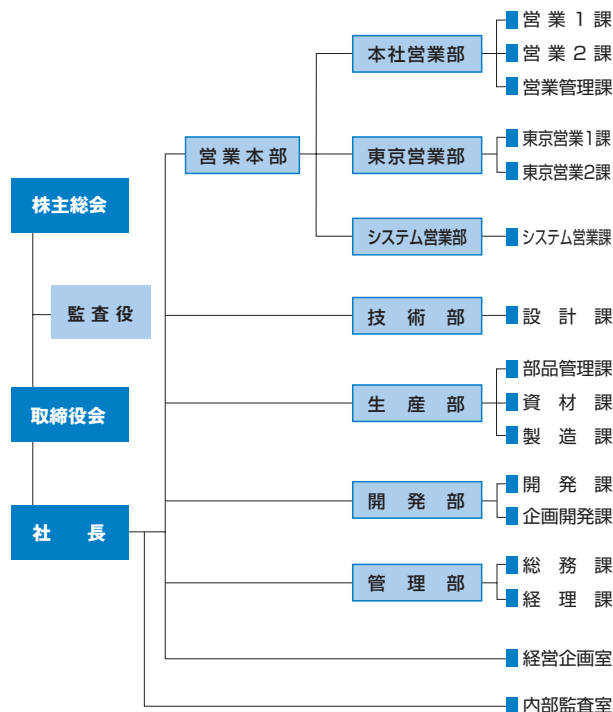 株主総会
監査役
取締役会
社長
営業本部
本社営業部
営業1課
営業2課
営業管理課
東京営業部
東京営業1課
東京営業2課
システム営業部
システム営業課
技術部
設計課
生産部
部品管理課
資材課
製造課
開発部
開発課
企画開発課
管理部
総務課
経理課
経営企画室
内部監査室